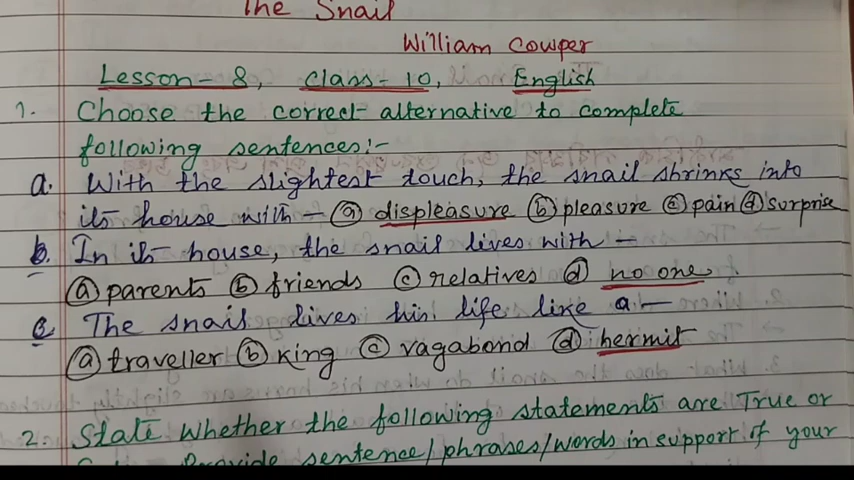 The Snail
William Cowper
Lesson-8, Class-10, English
1. Choose the correct alternative to complete
following sentences:-
a. With the slightest touch, the snail shrinks into
its house with - (a) displeasure (b) pleasure (c) pain (d) surprise
b. In its house, the snail lives with -
(a) parents (b) friends (c) relatives (d) no one
c. The snail lives his life like a -
(a) traveller (b) king (c) vagabond (d) hermit
2. State whether the following statements are True or
Provide sentence/phrases/words in support of your